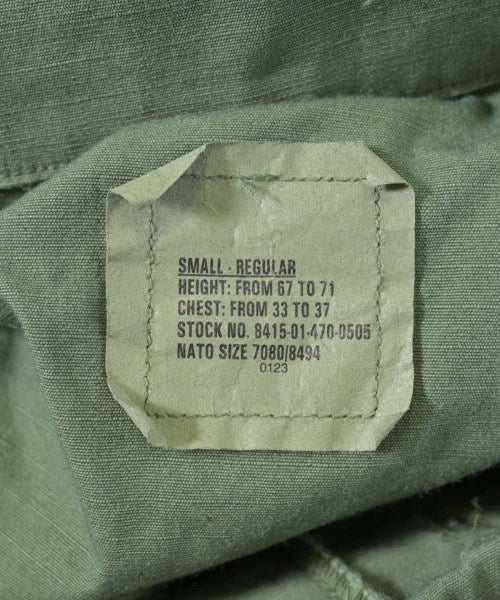 SMALL - REGULAR
HEIGHT: FROM 67 TO 71
CHEST: FROM 33 TO 37
STOCK NO. 8415-01-470-0505
NATO SIZE 7080/8494
0123